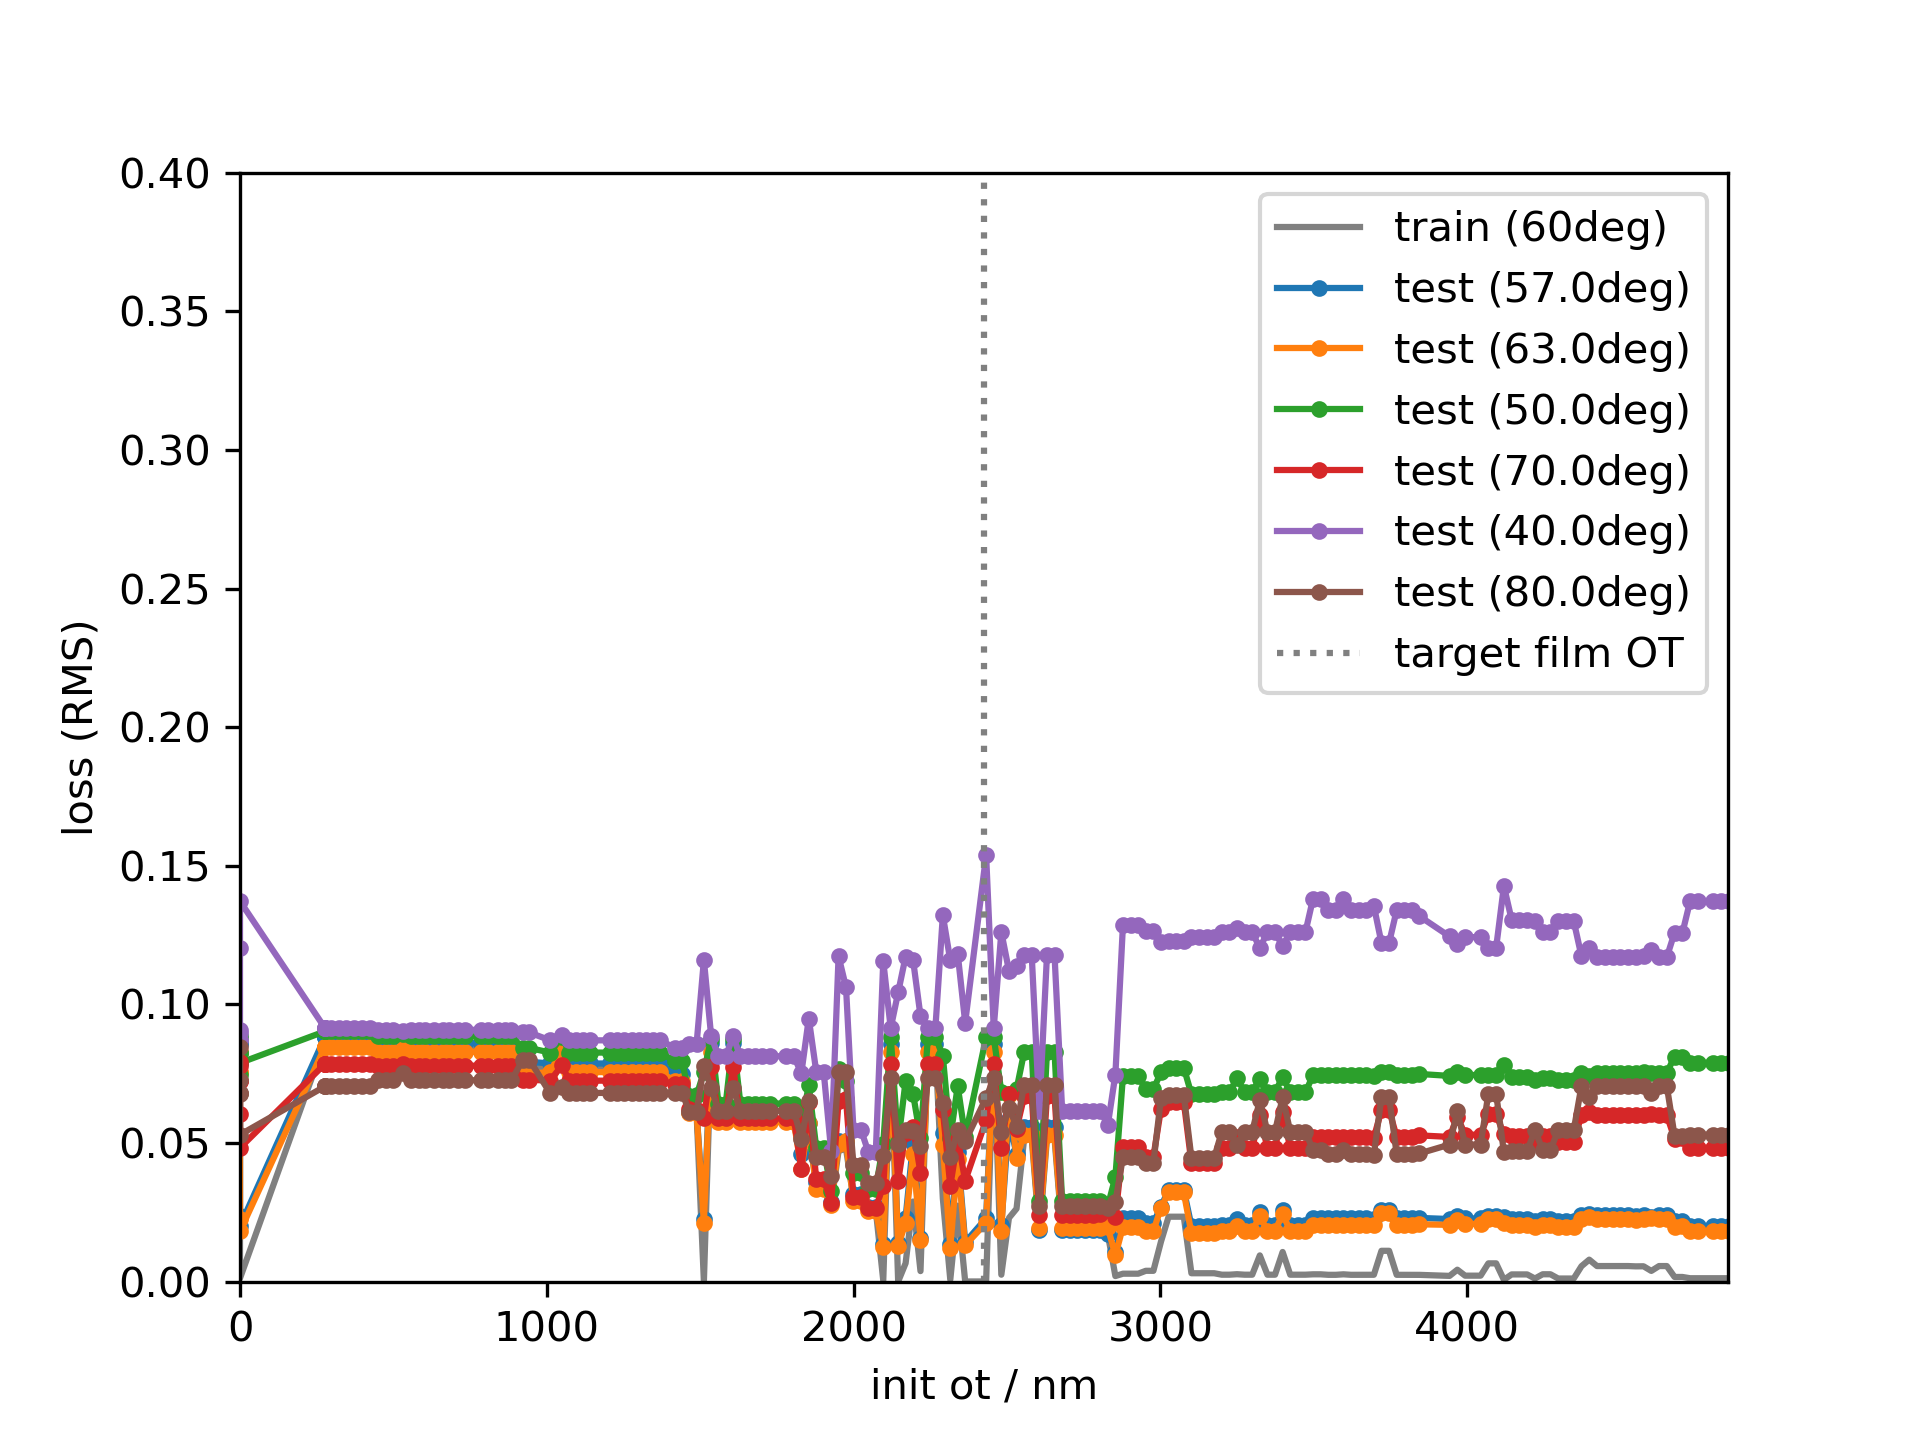 0.40
0.35
0.30
0.25
0.20
0.15
0.10
0.05
0.00
loss (RMS)
train (60deg)
test (57.0deg)
test (63.0deg)
test (50.0deg)
test (70.0deg)
test (40.0deg)
test (80.0deg)
target film OT
0 1000 2000 3000 4000
init ot / nm